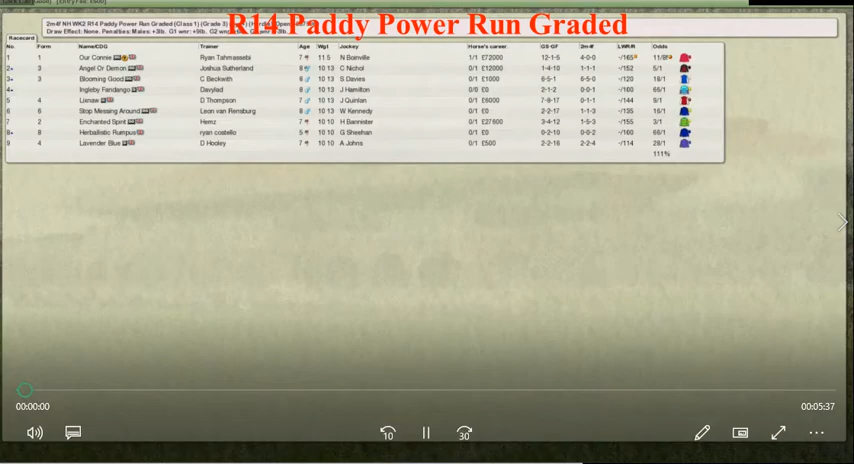 R14 Paddy Power Run Graded
2m4f NH WK2 R14 Paddy Power Run Graded (Class 1) (Grade 3)
Draw Effect: None. Penalties: Males: +3lb. G1 wnr: +9lb.
Racecard
No. Form Name/CDG Trainer Age Wgt Jockey Horse's career GS-GF 2m4f LWR/R Odds
1 1 Our Connie Ryan Tahmasebi 7 11 5 N Boinville 1/1 £72000 12-1-5 4-0-0 -/165 11/8f
2 3 Angel Or Demon Joshua Sutherland 8 10 13 C Nichol 0/1 £12000 1-4-10 1-1-1 -/152 5/1
3 3 Blooming Good C Beckwith 8 10 13 S Davies 0/1 £1000 6-5-1 5-5-0 -/120 18/1
4 Ingleby Fandango Davylad 8 10 13 J Hamilton 0/0 £0 2-1-2 0-0-1 -/100 66/1
5 4 Lixnaw D Thompson 7 10 13 J Quinlan 0/1 £6000 7-8-17 0-1-1 -/144 9/1
6 6 Stop Messing Around Leon van Rensburg 8 10 13 W Kennedy 0/1 £0 2-2-17 1-1-3 -/135 16/1
7 2 Enchanted Spirit Hemz 7 10 10 H Bannister 0/1 £27600 3-4-12 1-5-3 -/155 3/1
8 8 Herballistic Rumpus ryan costello 5 10 10 G Sheehan 0/1 £0 0-2-10 0-0-2 -/100 66/1
9 4 Lavender Blue D Hooley 7 10 10 A Johns 0/1 £500 2-2-16 2-2-4 -/114 28/1
111%
00:00:00 00:05:37
10 30